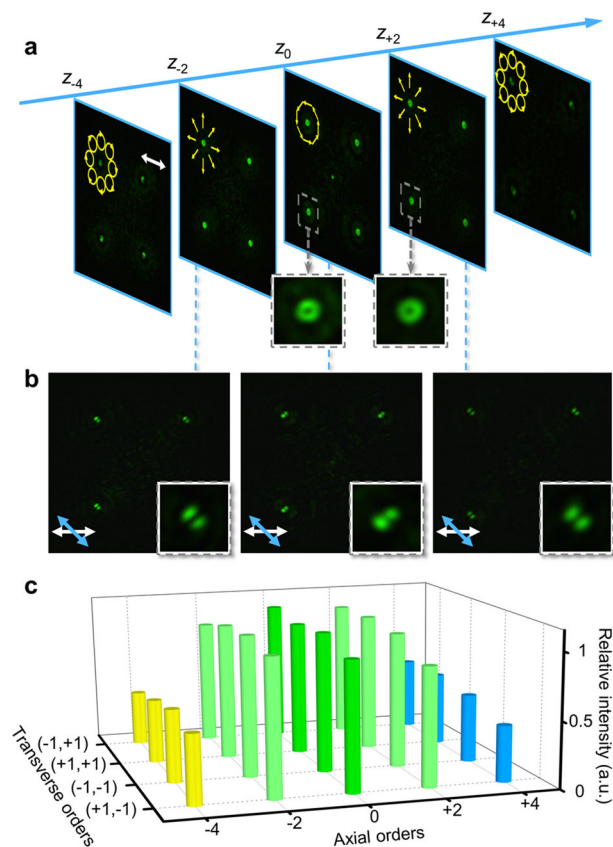 a
z-4
z-2
z0
z+2
z+4
b
c
Relative intensity (a.u.)
1
0.5
0
Transverse orders
(-1,+1)
(+1,+1)
(-1,-1)
(+1,-1)
-4
-2
0
+2
+4
Axial orders